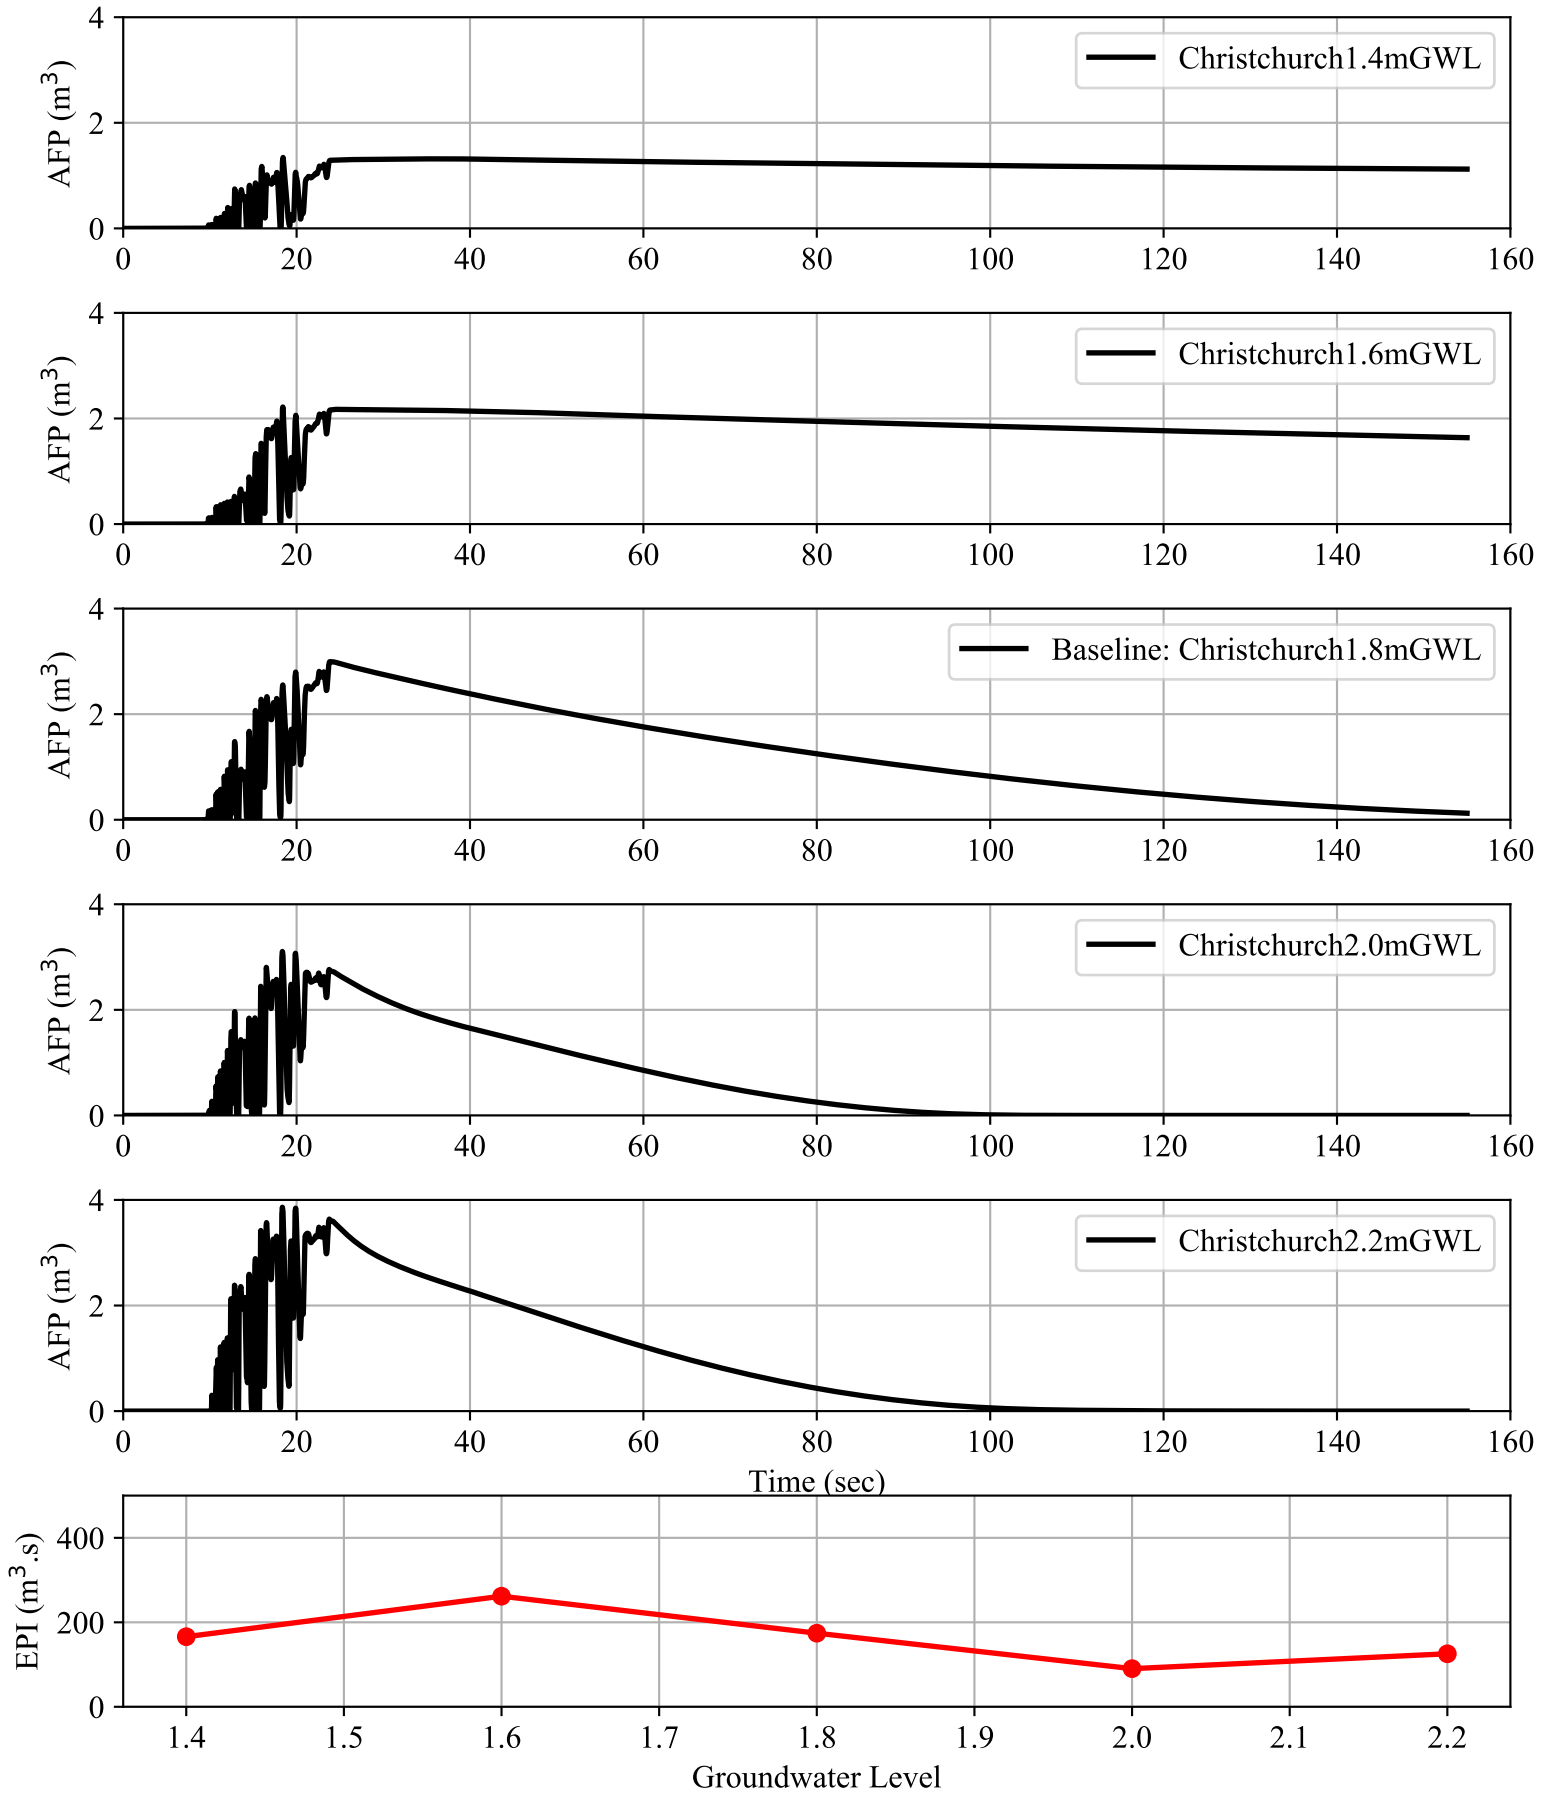 4
2
0
AFP (m³)
Christchurch1.4mGWL
0 20 40 60 80 100 120 140 160
4
2
0
AFP (m³)
Christchurch1.6mGWL
0 20 40 60 80 100 120 140 160
4
2
0
AFP (m³)
Baseline: Christchurch1.8mGWL
0 20 40 60 80 100 120 140 160
4
2
0
AFP (m³)
Christchurch2.0mGWL
0 20 40 60 80 100 120 140 160
4
2
0
AFP (m³)
Christchurch2.2mGWL
0 20 40 60 80 100 120 140 160
Time (sec)
400
200
0
EPI (m³.s)
1.4 1.5 1.6 1.7 1.8 1.9 2.0 2.1 2.2
Groundwater Level